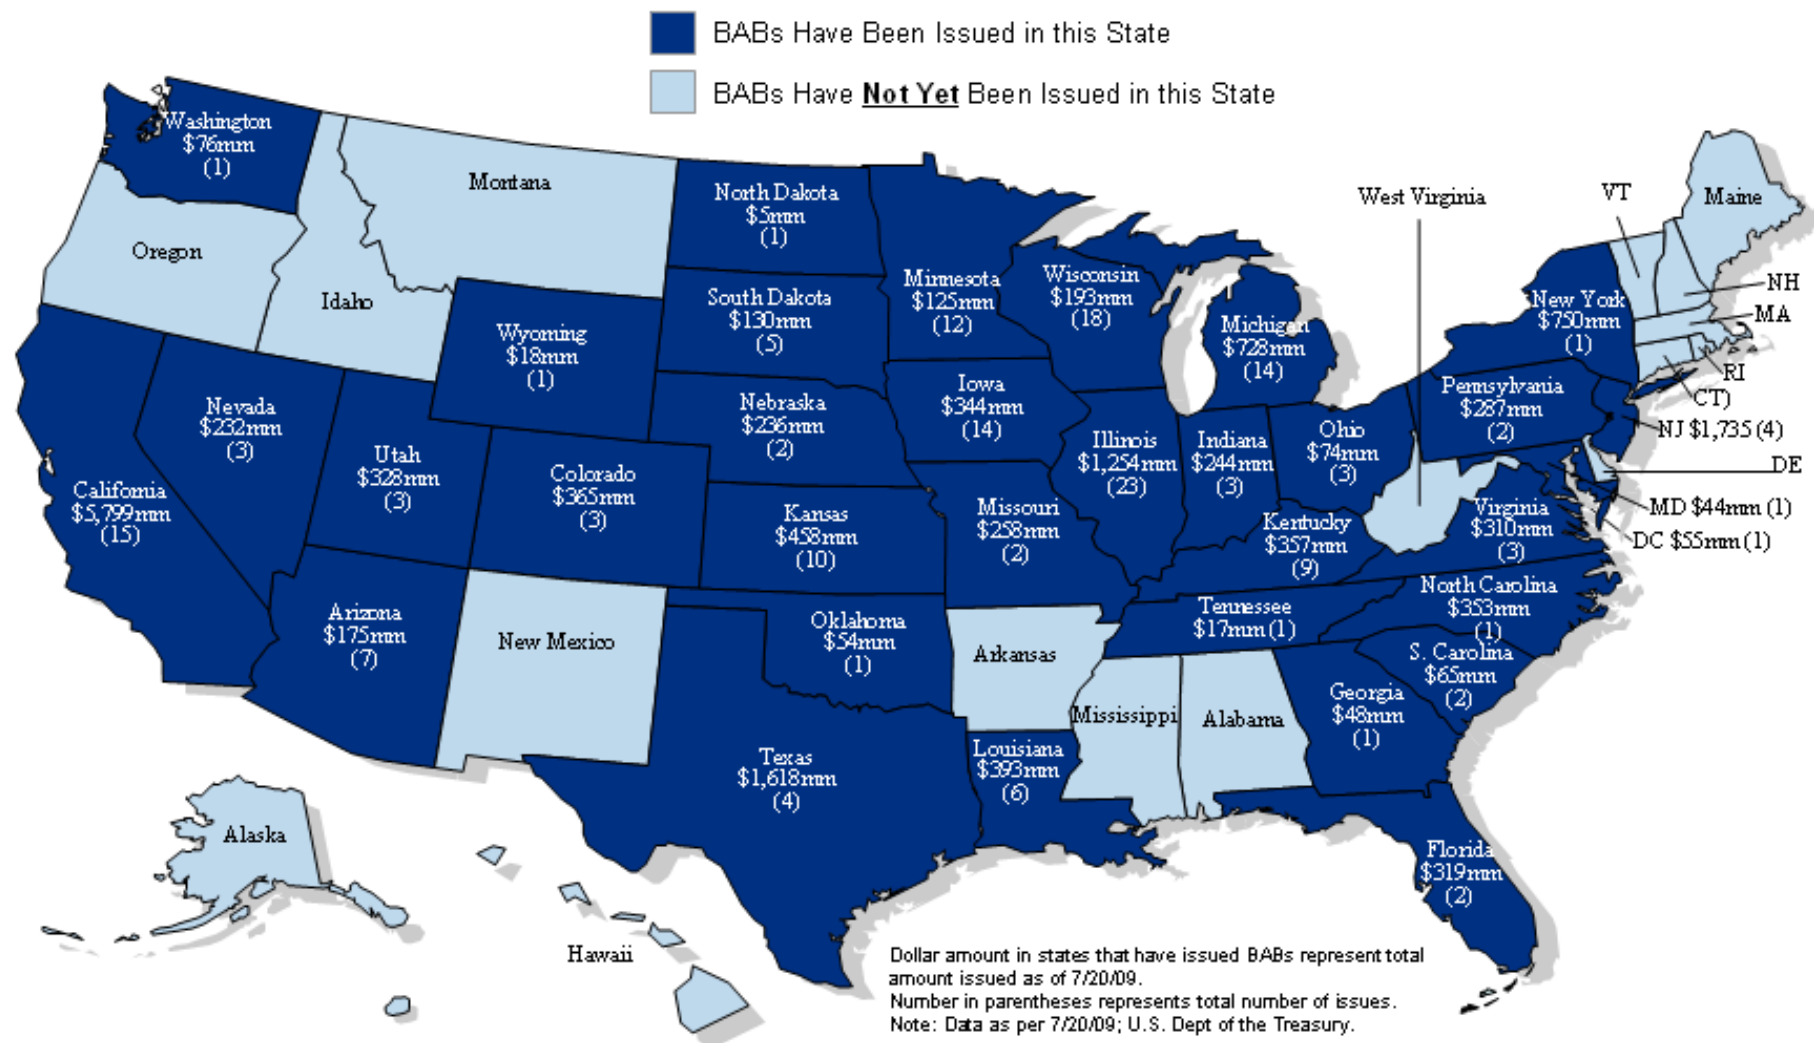 BABs Have Been Issued in this State
BABs Have Not Yet Been Issued in this State
Washington
$76mm
(1)
Montana
Oregon
Idaho
North Dakota
$5mm
(1)
South Dakota
$130mm
(5)
Minnesota
$125mm
(12)
Wisconsin
$193mm
(18)
Michigan
$728mm
(14)
West Virginia
VT
Maine
NH
MA
RI
CT)
New York
$750mm
(1)
Wyoming
$18mm
(1)
Nevada
$232mm
(3)
Utah
$328mm
(3)
Colorado
$365mm
(3)
California
$5,799mm
(15)
Nebraska
$236mm
(2)
Iowa
$344mm
(14)
Kansas
$458mm
(10)
Missouri
$258mm
(2)
Illinois
$1,254mm
(23)
Indiana
$244mm
(3)
Ohio
$74mm
(3)
Pennsylvania
$287mm
(2)
NJ $1,735 (4)
DE
MD $44mm (1)
DC $55mm (1)
Virginia
$310mm
(3)
Kentucky
$357mm
(9)
North Carolina
$353mm
(1)
Tennessee
$17mm (1)
S. Carolina
$65mm
(2)
Georgia
$48mm
(1)
Arizona
$175mm
(7)
New Mexico
Oklahoma
$54mm
(1)
Arkansas
Mississippi
Alabama
Texas
$1,618mm
(4)
Louisiana
$393mm
(6)
Florida
$319mm
(2)
Alaska
Hawaii
Dollar amount in states that have issued BABs represent total
amount issued as of 7/20/09.
Number in parentheses represents total number of issues.
Note: Data as per 7/20/09; U.S. Dept of the Treasury.